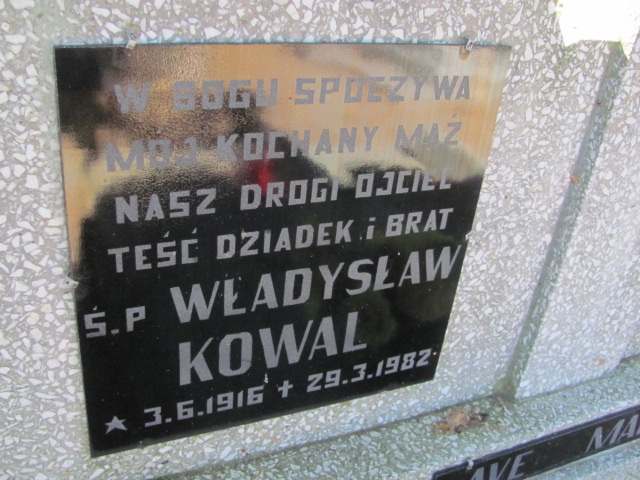 W BOGU SPOCZYWA
MÓJ KOCHANY MĄŻ
NASZ DROGI OJCIEC
TEŚĆ DZIADEK i BRAT
Ś.P WŁADYSŁAW
KOWAL
★ 3.6.1916 + 29.3.1982
AVE